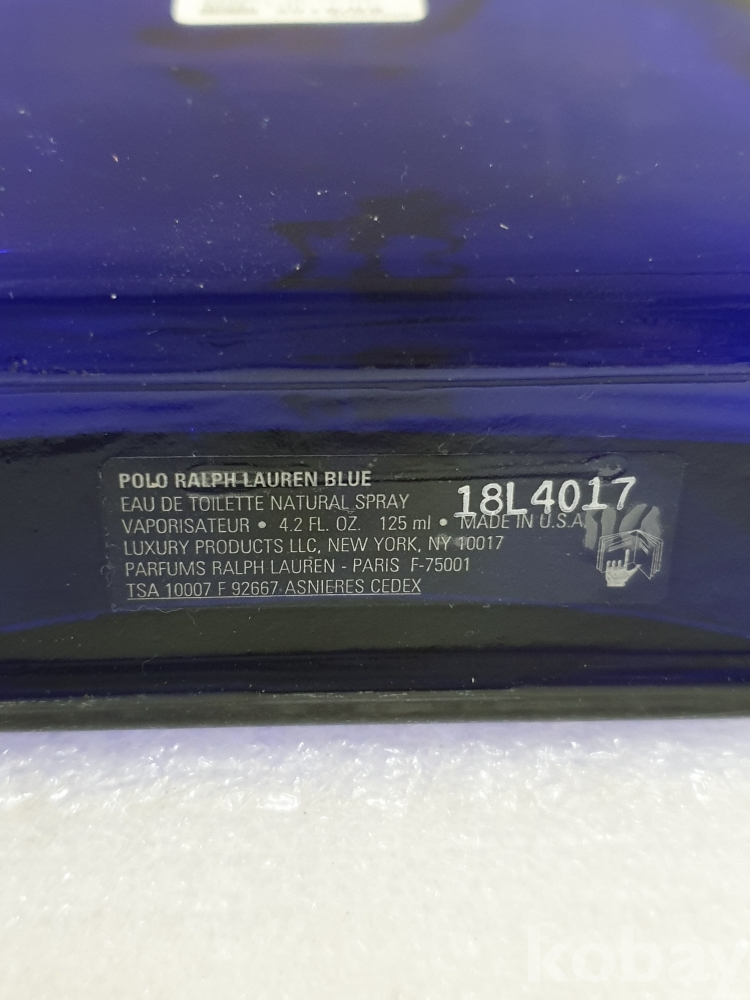 POLO RALPH LAUREN BLUE
EAU DE TOILETTE NATURAL SPRAY
18L4017
VAPORISATEUR • 4.2 FL. OZ. 125 ml • MADE IN U.S.A.
LUXURY PRODUCTS LLC, NEW YORK, NY 10017
PARFUMS RALPH LAUREN - PARIS F-75001
TSA 10007 F 92667 ASNIERES CEDEX
kobay